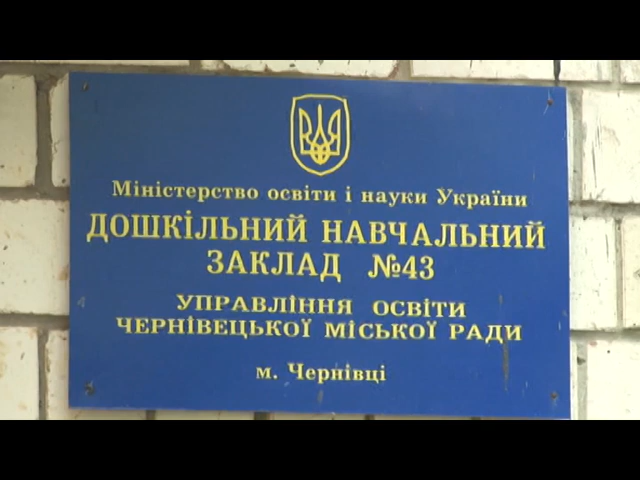 Міністерство освіти і науки України
ДОШКІЛЬНИЙ НАВЧАЛЬНИЙ
ЗАКЛАД №43
УПРАВЛІННЯ ОСВІТИ
ЧЕРНІВЕЦЬКОЇ МІСЬКОЇ РАДИ
м. Чернівці